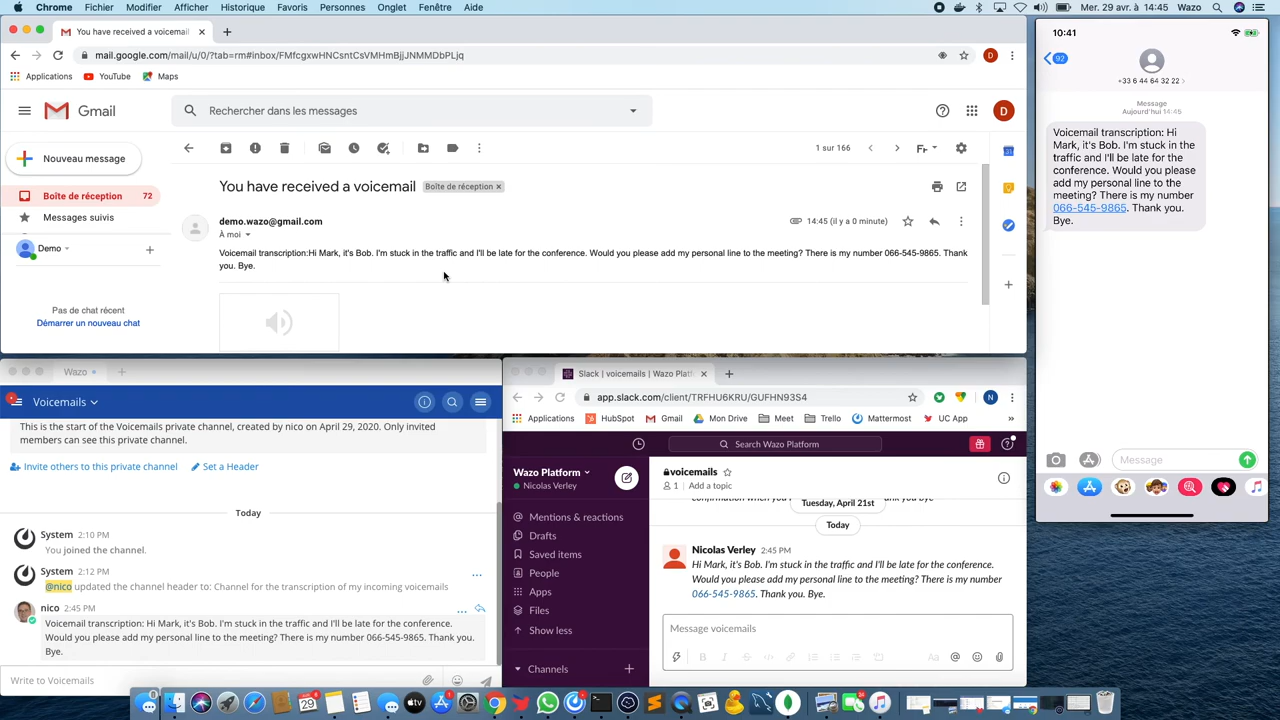 Chrome Fichier Modifier Afficher Historique Favoris Personnes Onglet Fenêtre Aide
Mer. 29 avr. à 14:45 Wazo
You have received a voicemail
mail.google.com/mail/u/0/?tab=rm#inbox/FMfcgxwHNCsntCsVMHmBjjJNMMDbPLjq
D
Applications YouTube Maps
Gmail
Rechercher dans les messages
D
Nouveau message
1 sur 166
Boîte de réception 72
Messages suivis
Demo
Pas de chat récent
Démarrer un nouveau chat
You have received a voicemail Boîte de réception ×
demo.wazo@gmail.com
14:45 (il y a 0 minute)
À moi
Voicemail transcription:Hi Mark, it's Bob. I'm stuck in the traffic and I'll be late for the conference. Would you please add my personal line to the meeting? There is my number 066-545-9865. Thank
you. Bye.
31
10:41
92
+33 6 44 64 32 22 >
Message
Aujourd'hui 14:45
Voicemail transcription: Hi
Mark, it's Bob. I'm stuck in the
traffic and I'll be late for the
conference. Would you please
add my personal line to the
meeting? There is my number
066-545-9865. Thank you.
Bye.
Message
Wazo
Voicemails
This is the start of the Voicemails private channel, created by nico on April 29, 2020. Only invited
members can see this private channel.
Invite others to this private channel Set a Header
Today
System 2:10 PM
You joined the channel.
System 2:12 PM
@nico updated the channel header to: Channel for the transcription of my incoming voicemails
nico 2:45 PM
Voicemail transcription: Hi Mark, it's Bob. I'm stuck in the traffic and I'll be late for the conference.
Would you please add my personal line to the meeting? There is my number 066-545-9865. Thank you.
Bye.
Write to Voicemails
Slack | voicemails | Wazo Platf
app.slack.com/client/TRFHU6KRU/GUFHN93S4
N
Applications HubSpot Gmail Mon Drive Meet Trello Mattermost UC App »
Search Wazo Platform
Wazo Platform
Nicolas Verley
Mentions & reactions
Drafts
Saved items
People
Apps
Files
Show less
Channels
voicemails
1 | Add a topic
Tuesday, April 21st
Today
Nicolas Verley 2:45 PM
Hi Mark, it's Bob. I'm stuck in the traffic and I'll be late for the conference.
Would you please add my personal line to the meeting? There is my number
066-545-9865. Thank you. Bye.
Message voicemails
B I S
Aa